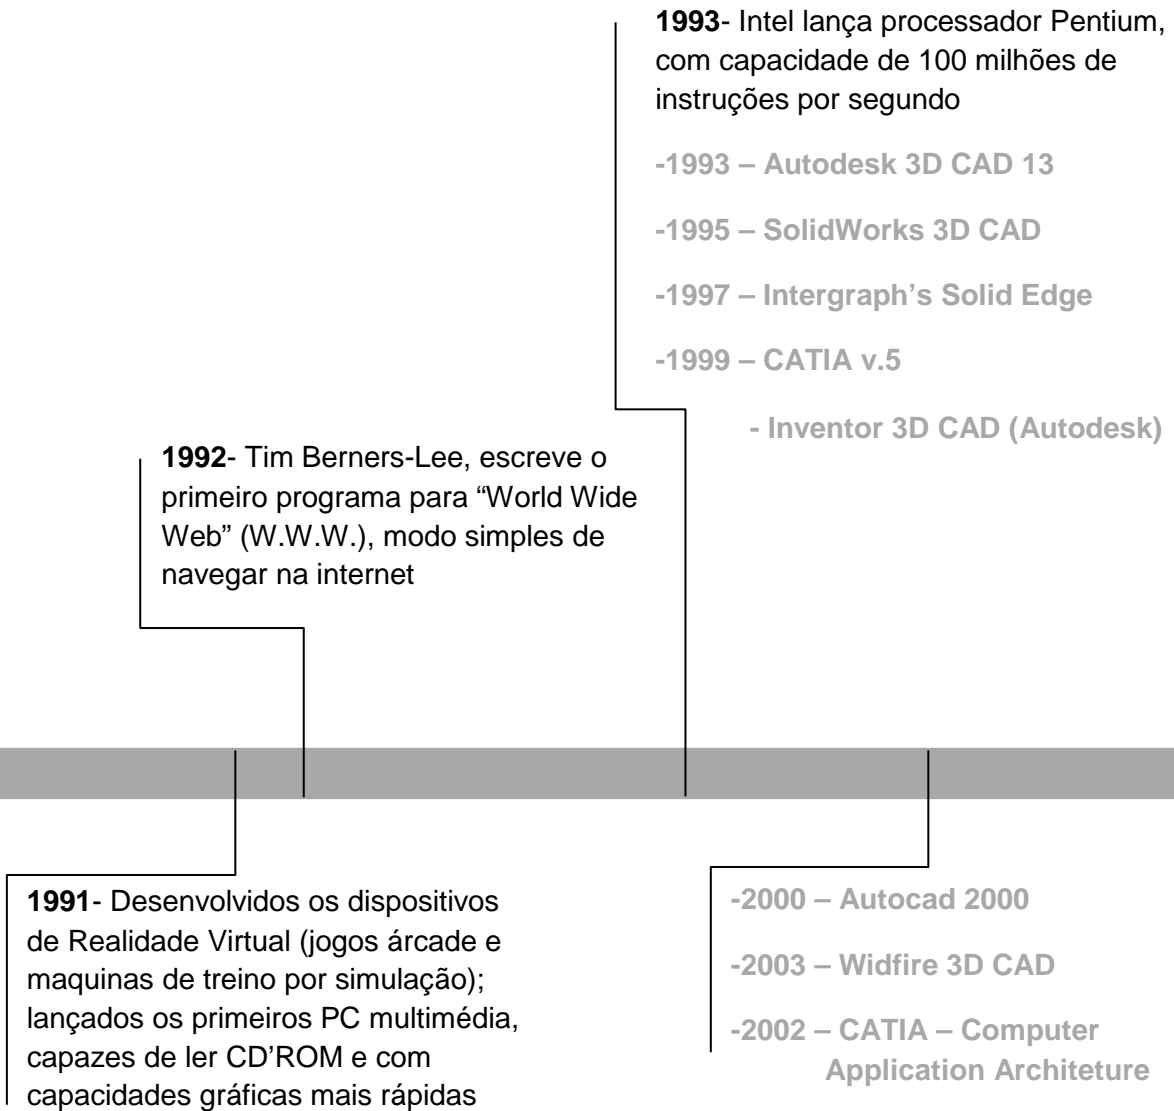 1993- Intel lança processador Pentium,
com capacidade de 100 milhões de
instruções por segundo
-1993 – Autodesk 3D CAD 13
-1995 – SolidWorks 3D CAD
-1997 – Intergraph’s Solid Edge
-1999 – CATIA v.5
- Inventor 3D CAD (Autodesk)
1992- Tim Berners-Lee, escreve o
primeiro programa para “World Wide
Web” (W.W.W.), modo simples de
navegar na internet
1991- Desenvolvidos os dispositivos
de Realidade Virtual (jogos árcade e
maquinas de treino por simulação);
lançados os primeiros PC multimédia,
capazes de ler CD’ROM e com
capacidades gráficas mais rápidas
-2000 – Autocad 2000
-2003 – Widfire 3D CAD
-2002 – CATIA – Computer
Application Architeture